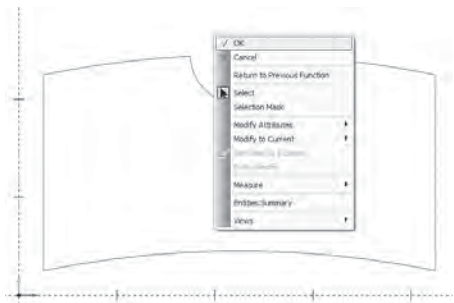 OK
Cancel
Return to Previous Function
Select
Selection Mask
Modify Attributes
Modify to Current
Measure
Entities Summary
Views